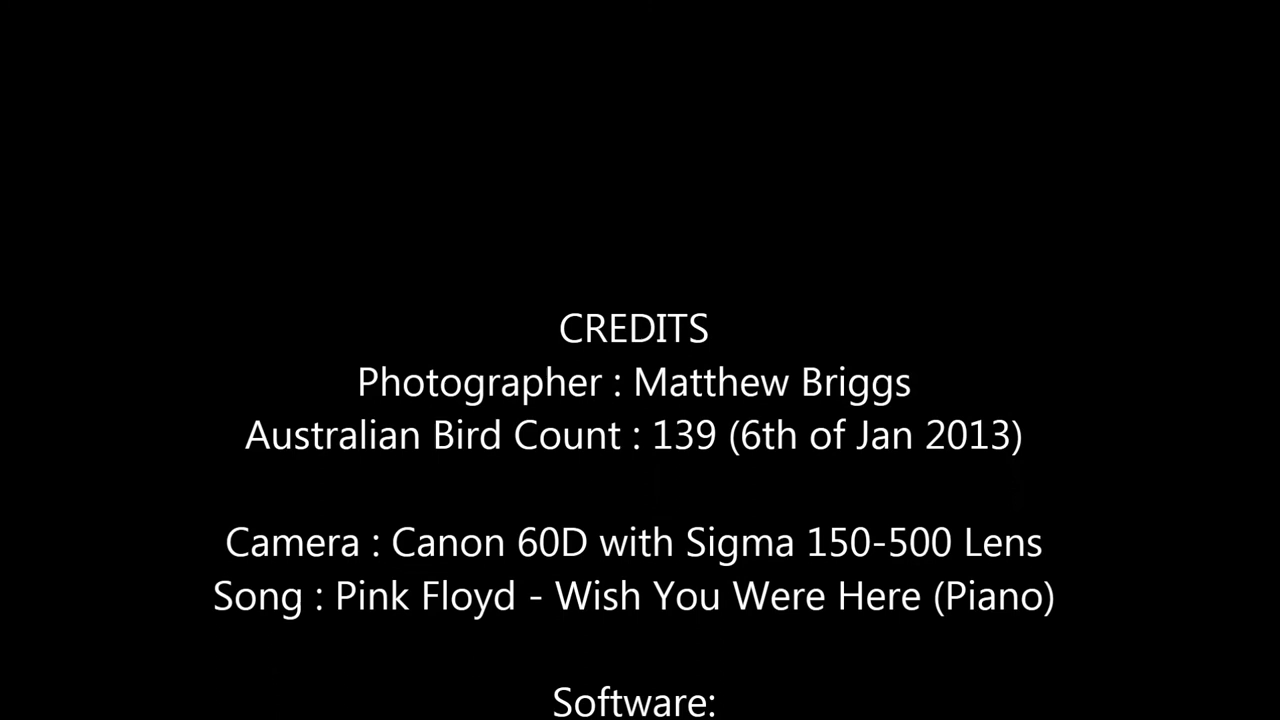 CREDITS
Photographer : Matthew Briggs
Australian Bird Count : 139 (6th of Jan 2013)
Camera : Canon 60D with Sigma 150-500 Lens
Song : Pink Floyd - Wish You Were Here (Piano)
Software: